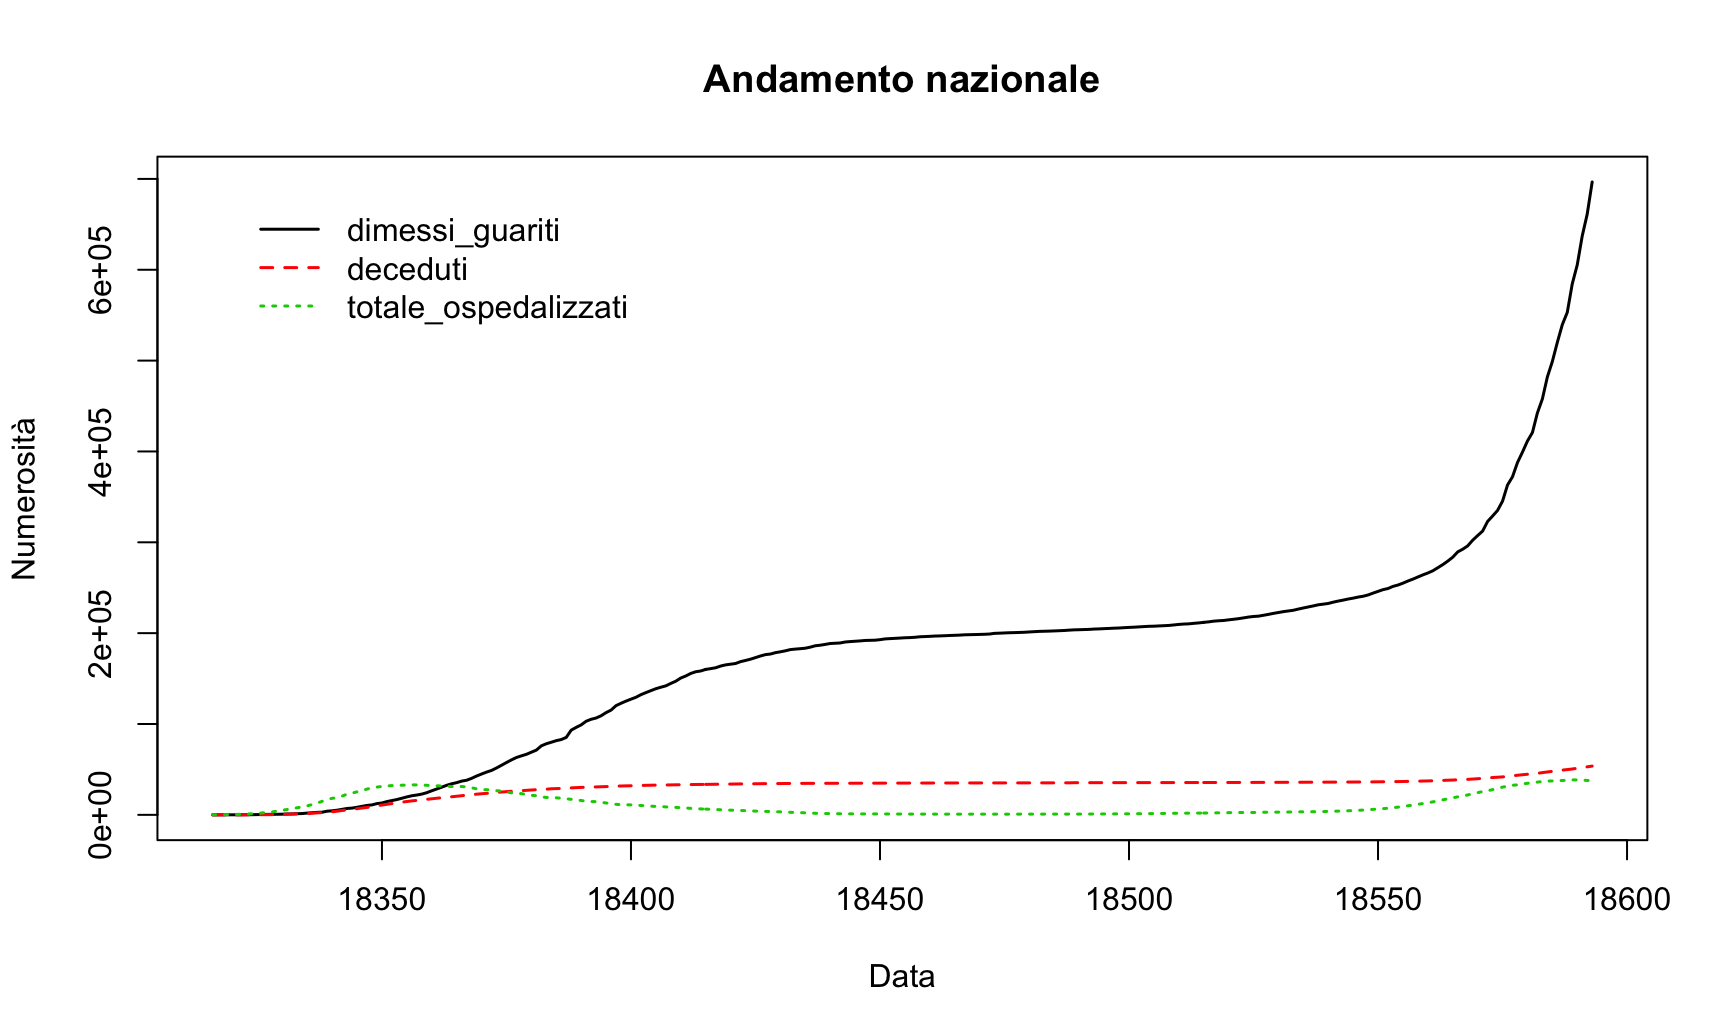 Andamento nazionale
dimessi_guariti
deceduti
totale_ospedalizzati
Numerosità
6e+05
4e+05
2e+05
0e+00
18350 18400 18450 18500 18550 18600
Data